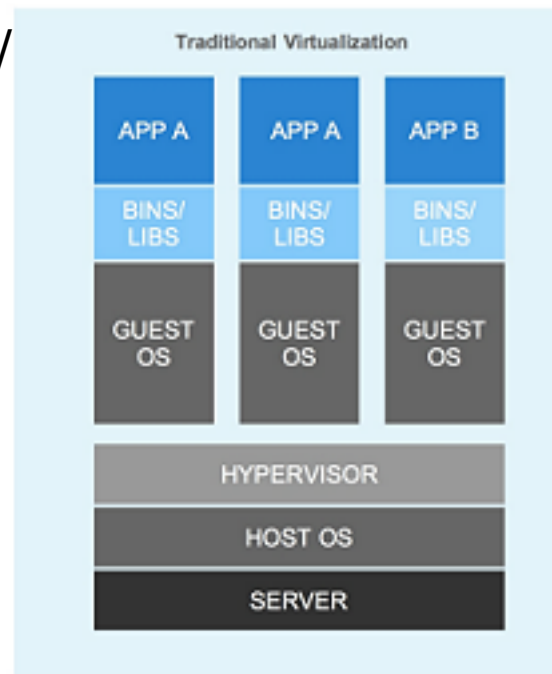 /
Traditional Virtualization
APP A
APP A
APP B
BINS/
LIBS
BINS/
LIBS
BINS/
LIBS
GUEST
OS
GUEST
OS
GUEST
OS
HYPERVISOR
HOST OS
SERVER